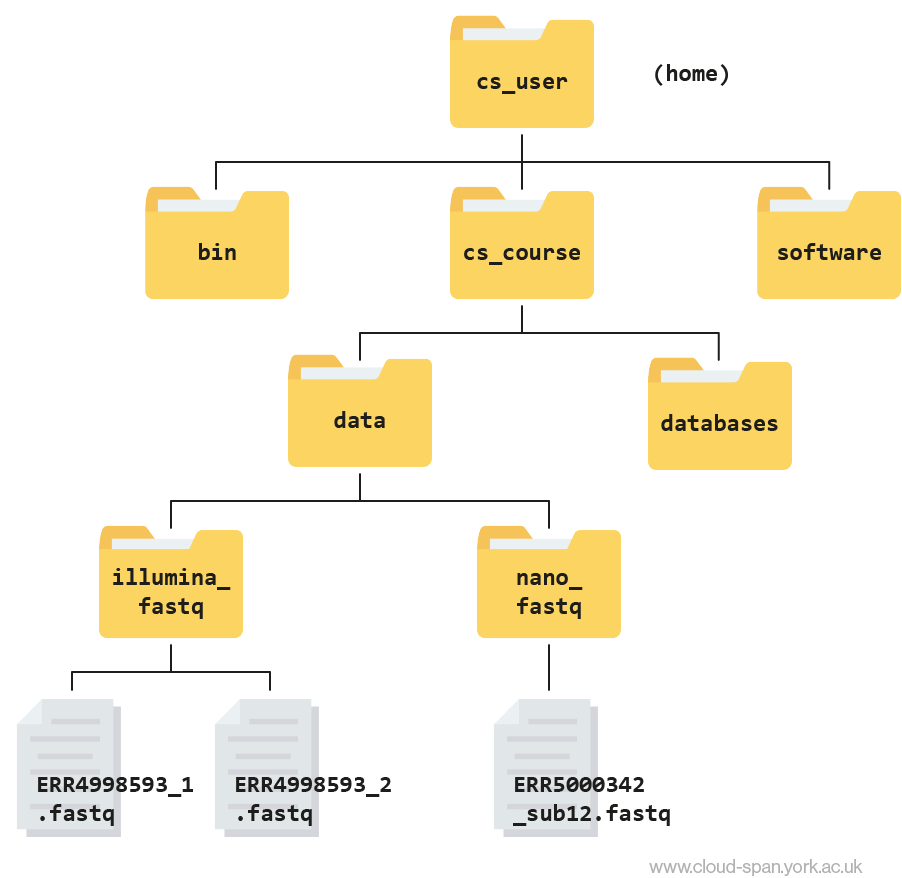 cs_user
(home)
bin
cs_course
software
data
databases
illumina_
fastq
nano_
fastq
ERR4998593_1
.fastq
ERR4998593_2
.fastq
ERR5000342
_sub12.fastq
www.cloud-span.york.ac.uk